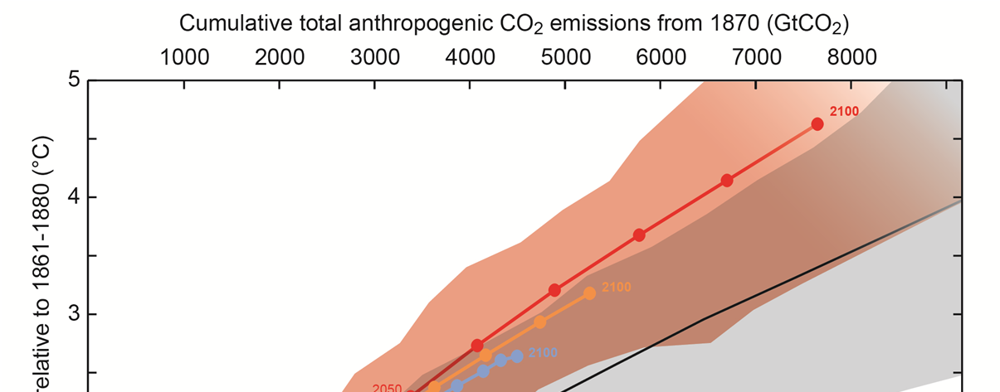 Cumulative total anthropogenic CO₂ emissions from 1870 (GtCO₂)
1000 2000 3000 4000 5000 6000 7000 8000
5
2100
4
2100
3
2100
2050
relative to 1861-1880 (°C)